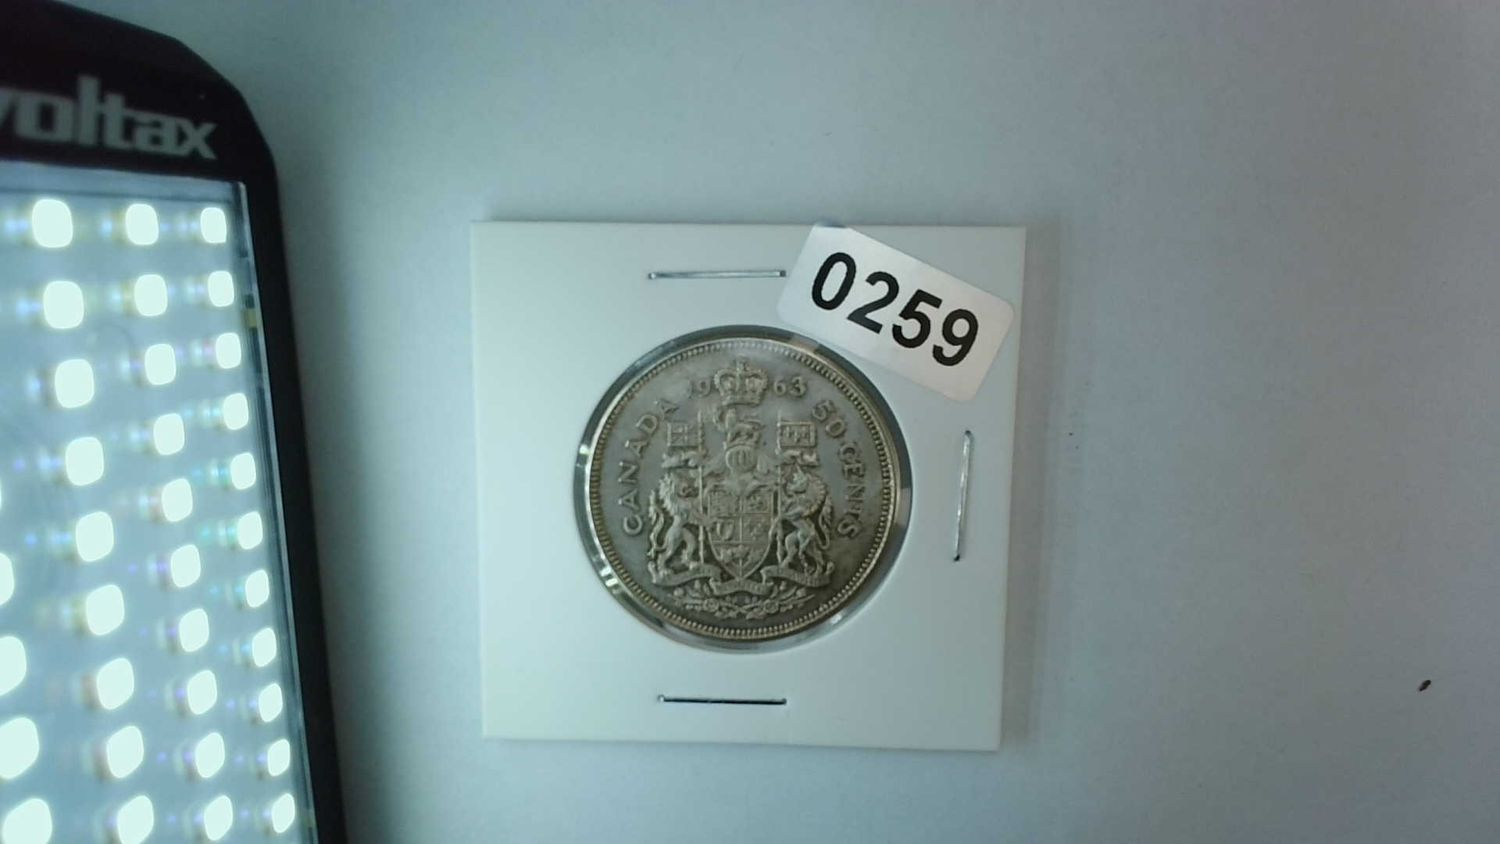 voltax
0259
1963
CANADA 50 CENTS